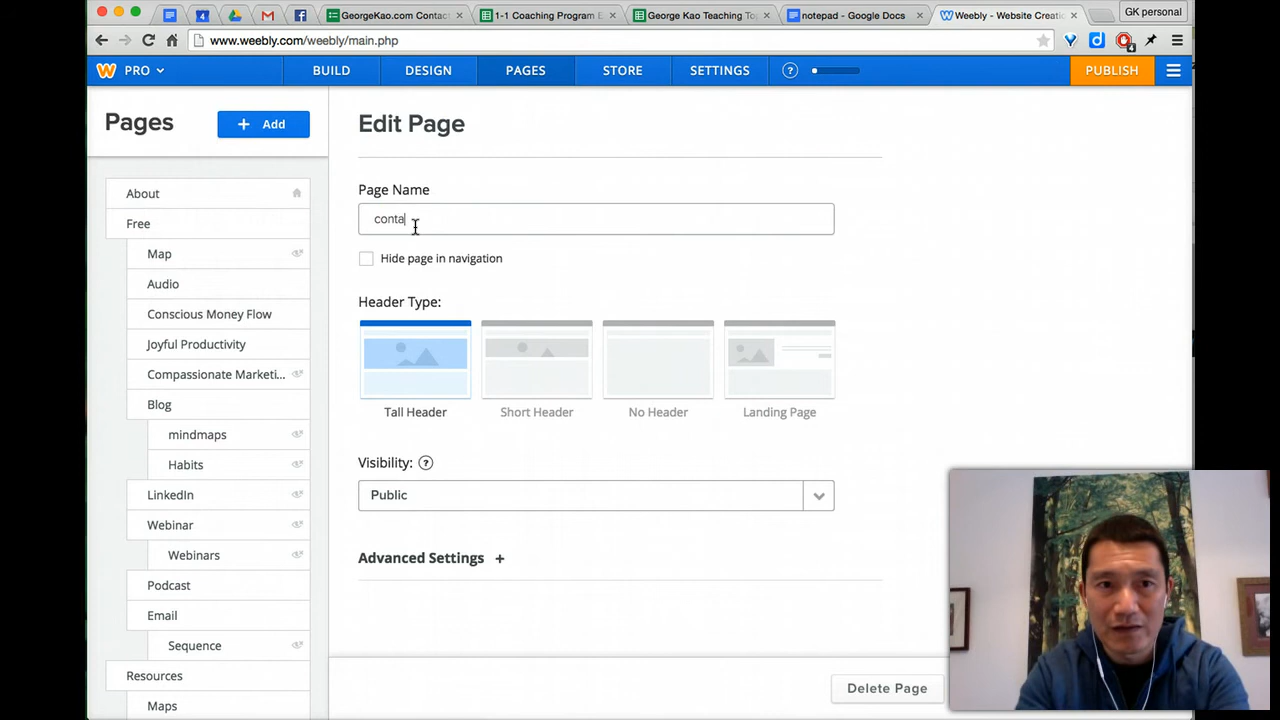 GeorgeKao.com Contac
1-1 Coaching Program E
George Kao Teaching To
notepad - Google Docs
Weebly - Website Creatio
GK personal
www.weebly.com/weebly/main.php
PRO
BUILD
DESIGN
PAGES
STORE
SETTINGS
?
PUBLISH
Pages
+ Add
About
Free
Map
Audio
Conscious Money Flow
Joyful Productivity
Compassionate Marketi...
Blog
mindmaps
Habits
LinkedIn
Webinar
Webinars
Podcast
Email
Sequence
Resources
Maps
Edit Page
Page Name
conta
Hide page in navigation
Header Type:
Tall Header
Short Header
No Header
Landing Page
Visibility: ?
Public
Advanced Settings +
Delete Page